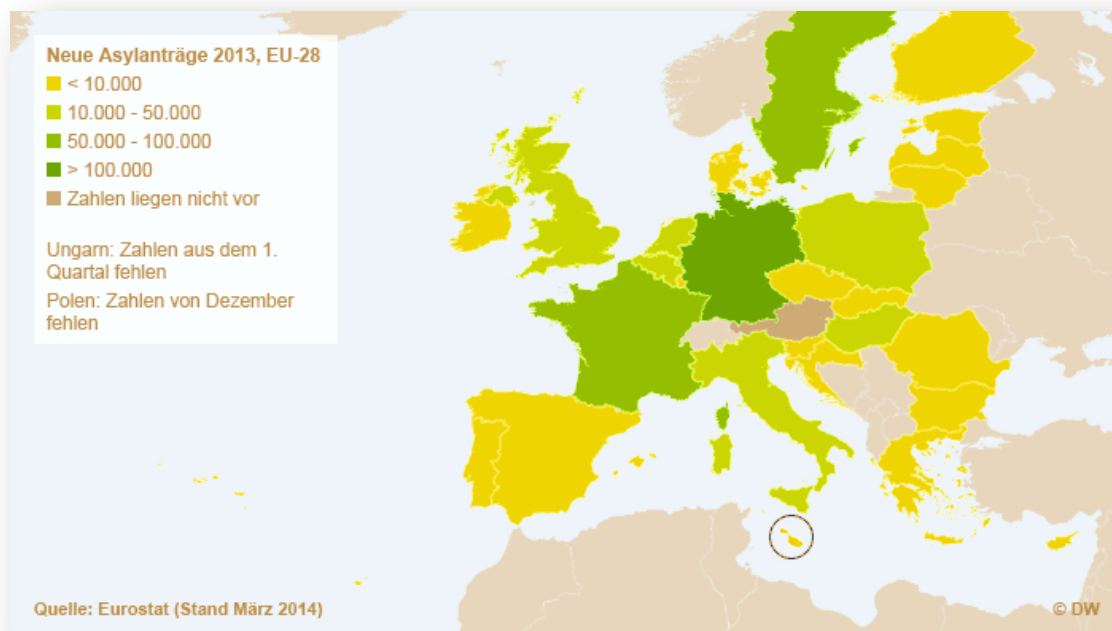 Neue Asylanträge 2013, EU-28
< 10.000
10.000 - 50.000
50.000 - 100.000
> 100.000
Zahlen liegen nicht vor
Ungarn: Zahlen aus dem 1.
Quartal fehlen
Polen: Zahlen von Dezember
fehlen
Quelle: Eurostat (Stand März 2014)
© DW